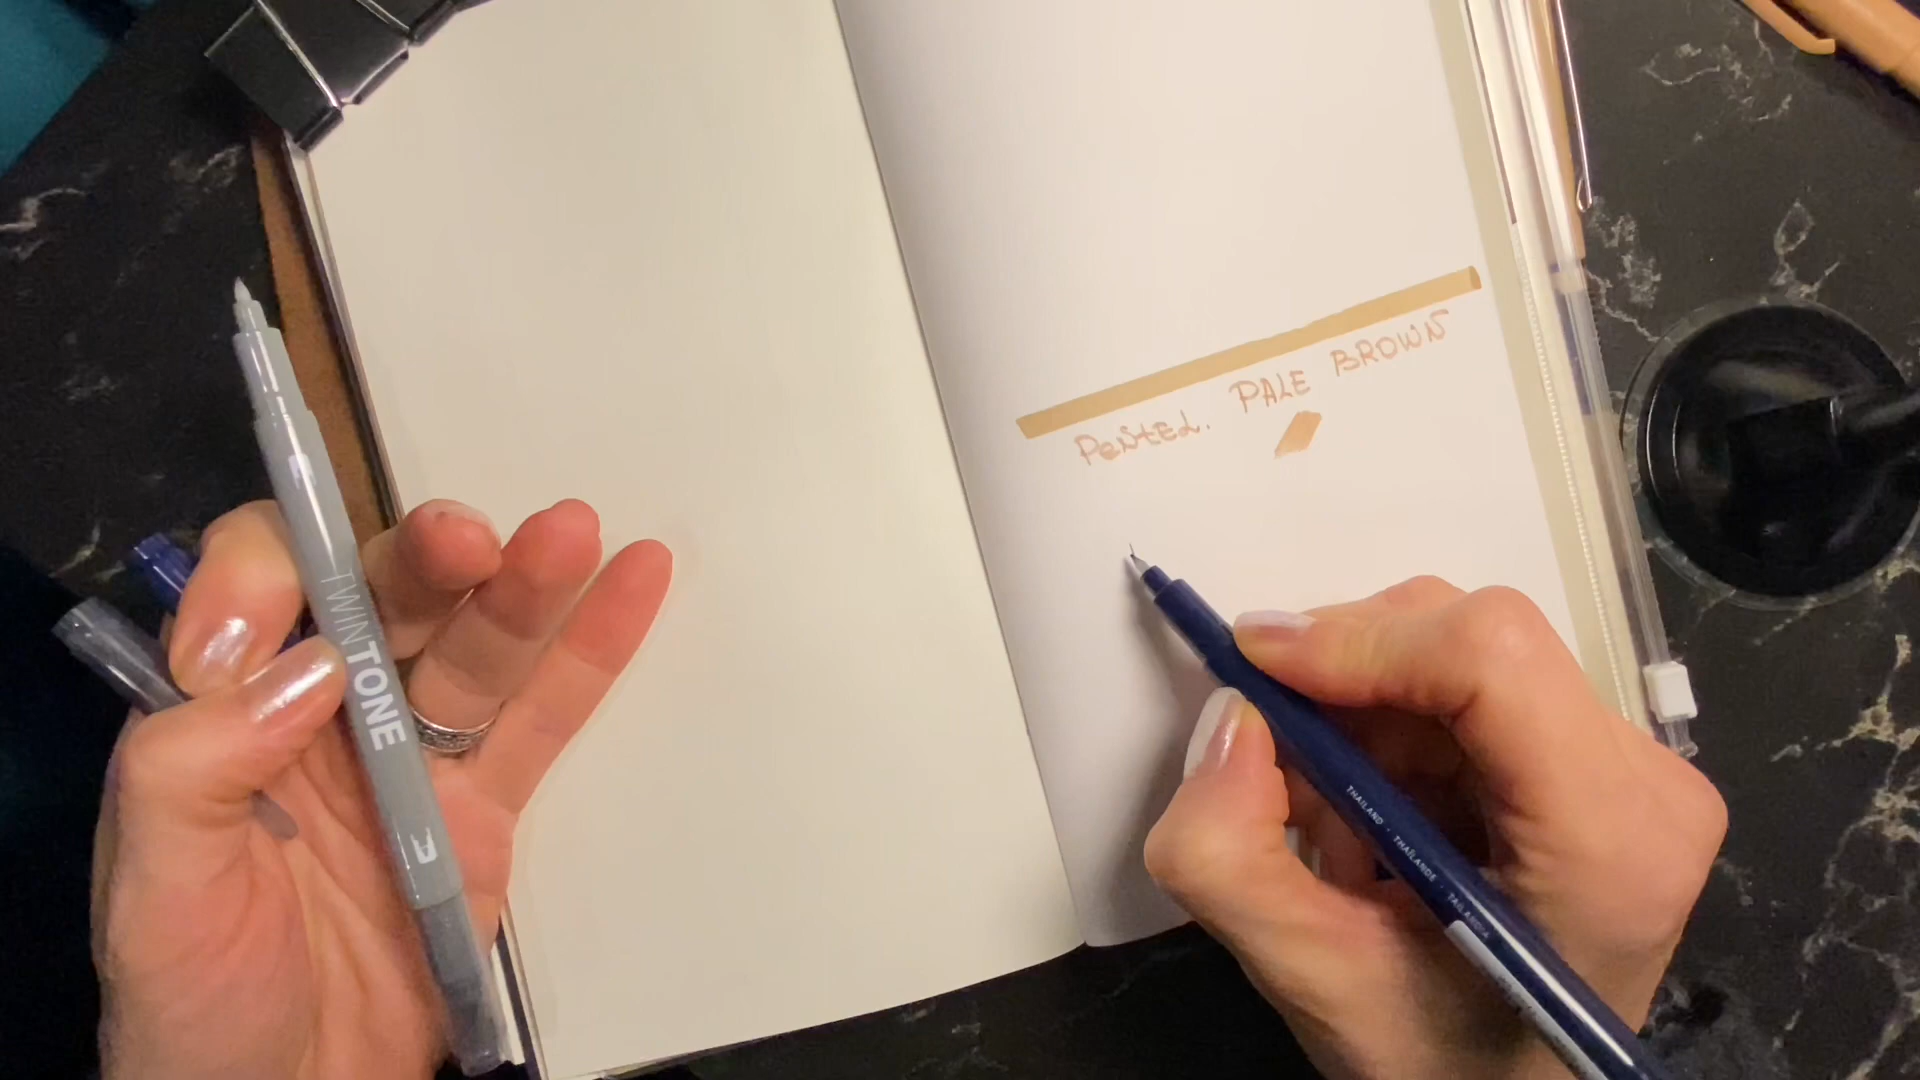 PeNtEL. PALE BROWN
TWINTONE
THAILAND · THAÏLANDE · TAILANDIA